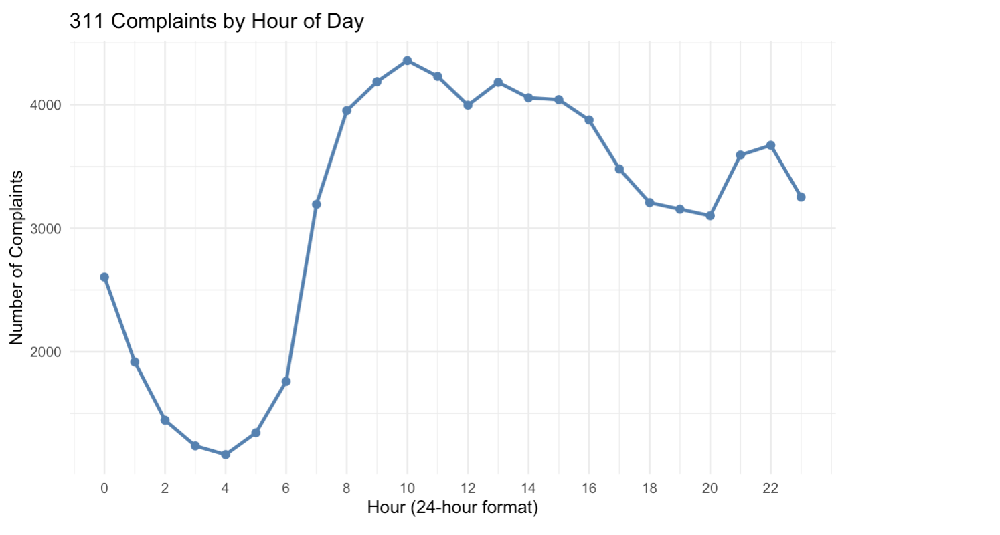 311 Complaints by Hour of Day
Number of Complaints
4000
3000
2000
0 2 4 6 8 10 12 14 16 18 20 22
Hour (24-hour format)